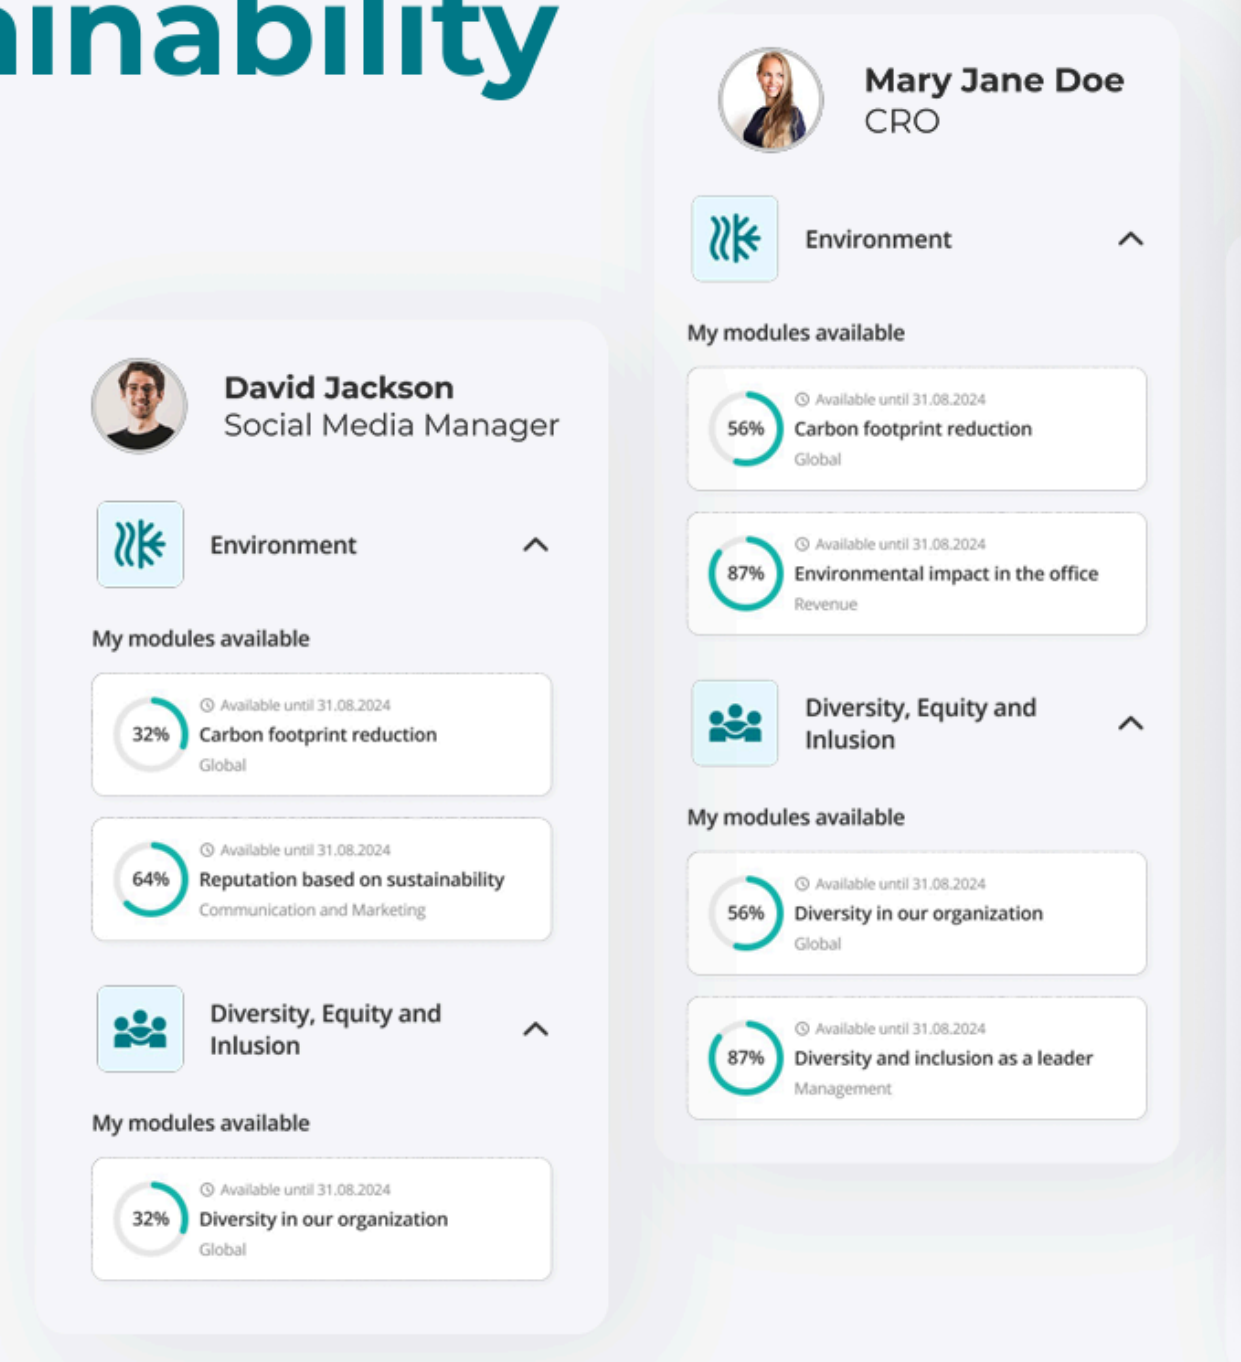 ainability
David Jackson
Social Media Manager
Environment
My modules available
Available until 31.08.2024
32%
Carbon footprint reduction
Global
Available until 31.08.2024
64%
Reputation based on sustainability
Communication and Marketing
Diversity, Equity and
Inlusion
My modules available
Available until 31.08.2024
32%
Diversity in our organization
Global
Mary Jane Doe
CRO
Environment
My modules available
Available until 31.08.2024
56%
Carbon footprint reduction
Global
Available until 31.08.2024
87%
Environmental impact in the office
Revenue
Diversity, Equity and
Inlusion
My modules available
Available until 31.08.2024
56%
Diversity in our organization
Global
Available until 31.08.2024
87%
Diversity and inclusion as a leader
Management